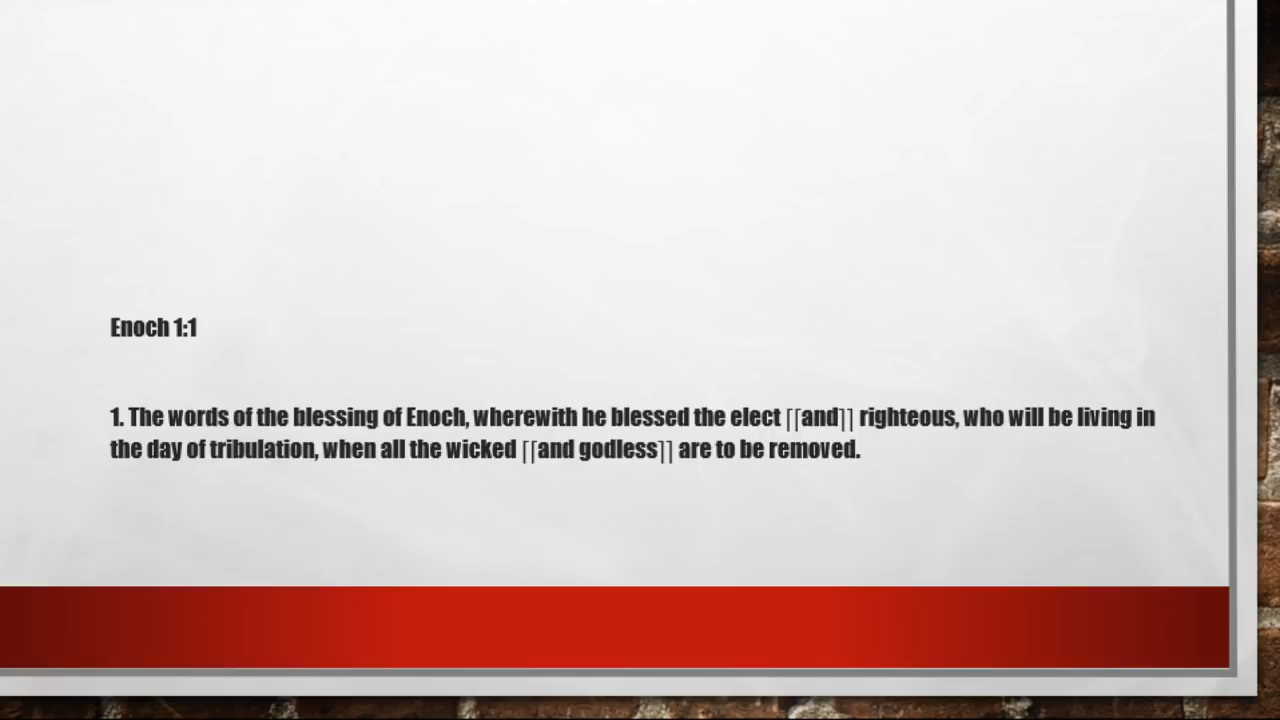 Enoch 1:1
1. The words of the blessing of Enoch, wherewith he blessed the elect ⌈⌈and⌉⌉ righteous, who will be living in
the day of tribulation, when all the wicked ⌈⌈and godless⌉⌉ are to be removed.